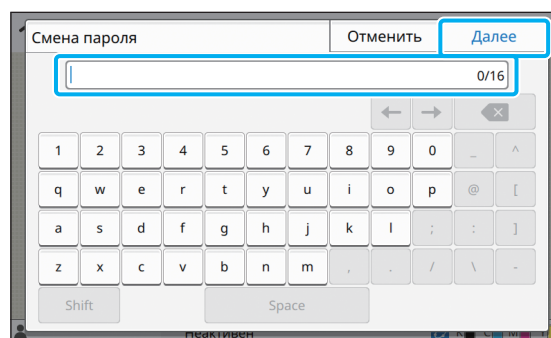 Смена пароля Отменить Далее
0/16
← →
1 2 3 4 5 6 7 8 9 0 _ ^
q w e r t y u i o p @ [
a s d f g h j k l ; : ]
z x c v b n m , . / \ -
Shift Space
Неактивен K C M